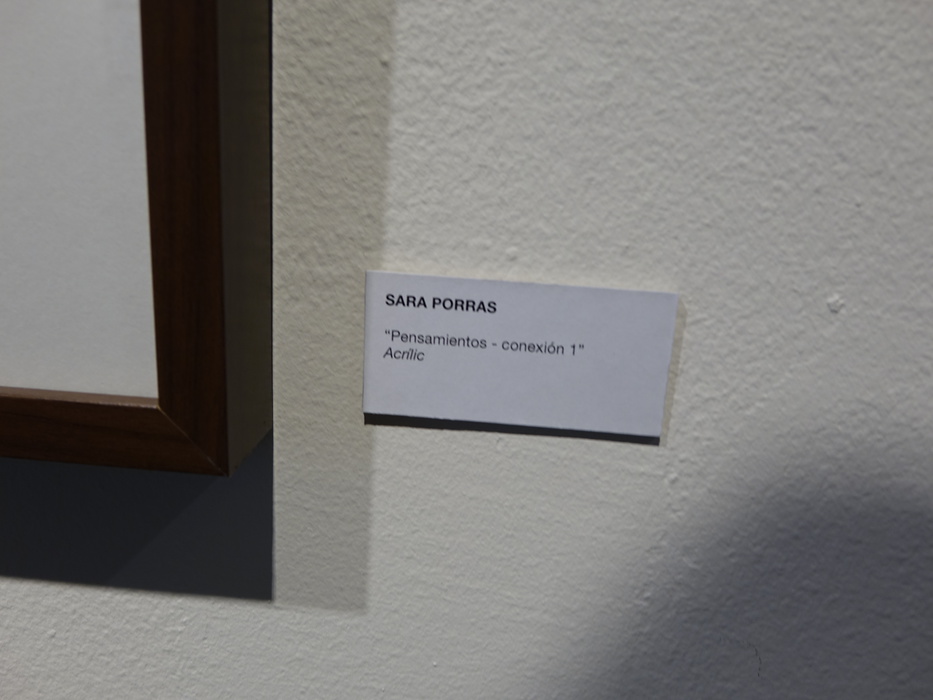 SARA PORRAS
“Pensamientos - conexión 1”
Acrílic